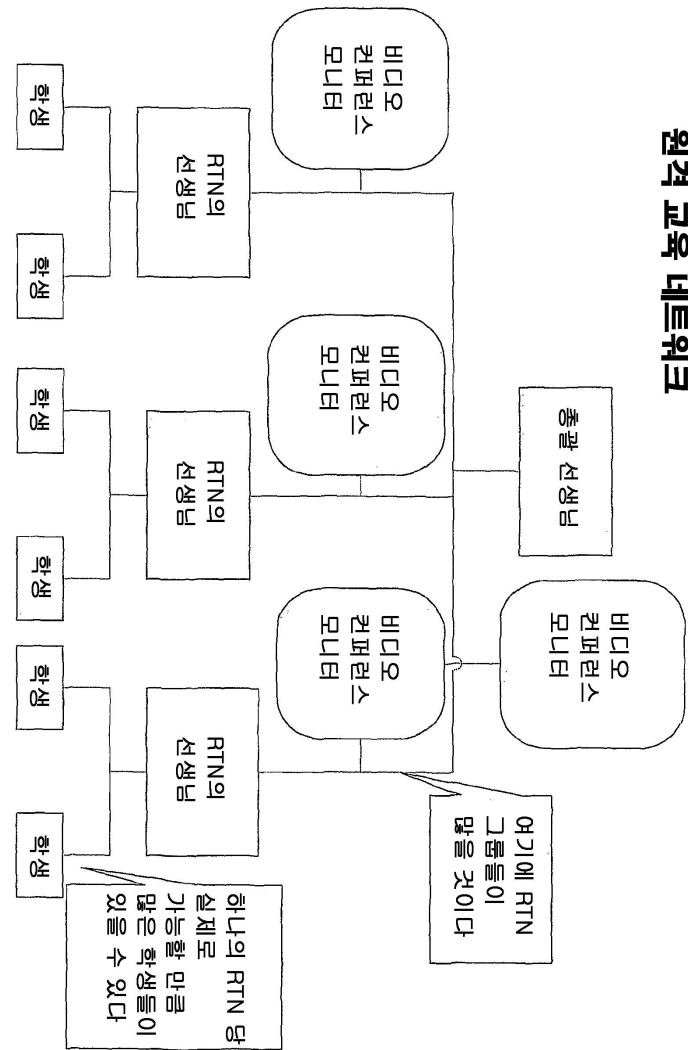 원격 교육 네트워크
총괄 선생님
비디오
컨퍼런스
모니터
비디오
컨퍼런스
모니터
비디오
컨퍼런스
모니터
비디오
컨퍼런스
모니터
여기에 RTN
그룹들이
많을 것이다
RTN의
선생님
RTN의
선생님
RTN의
선생님
학생
학생
학생
학생
학생
학생
하나의 RTN 당
실제로
가능할 만큼
많은 학생들이
있을 수 있다